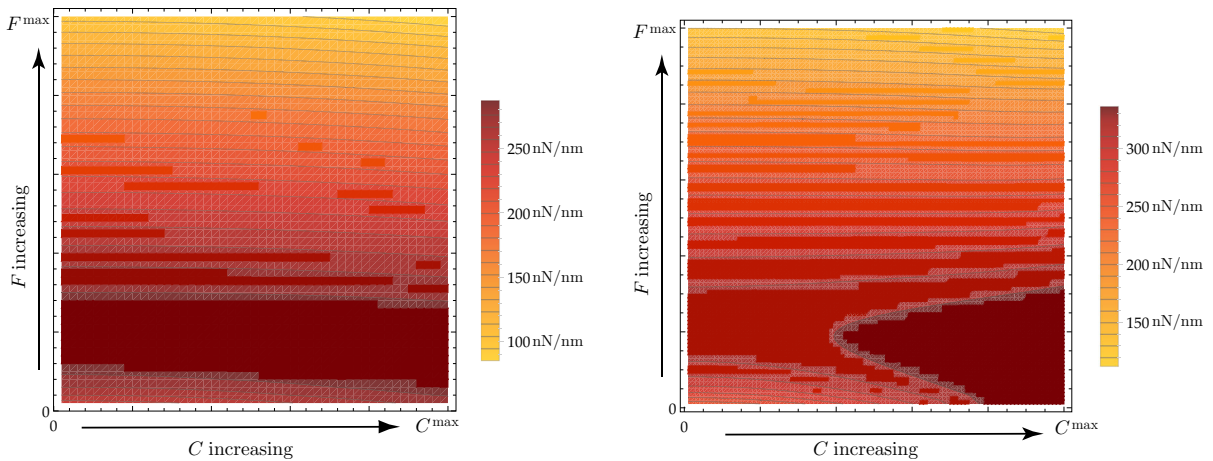 F^max
F increasing
0
0
C increasing
C^max
250 nN/nm
200 nN/nm
150 nN/nm
100 nN/nm
F^max
F increasing
0
0
C increasing
C^max
300 nN/nm
250 nN/nm
200 nN/nm
150 nN/nm